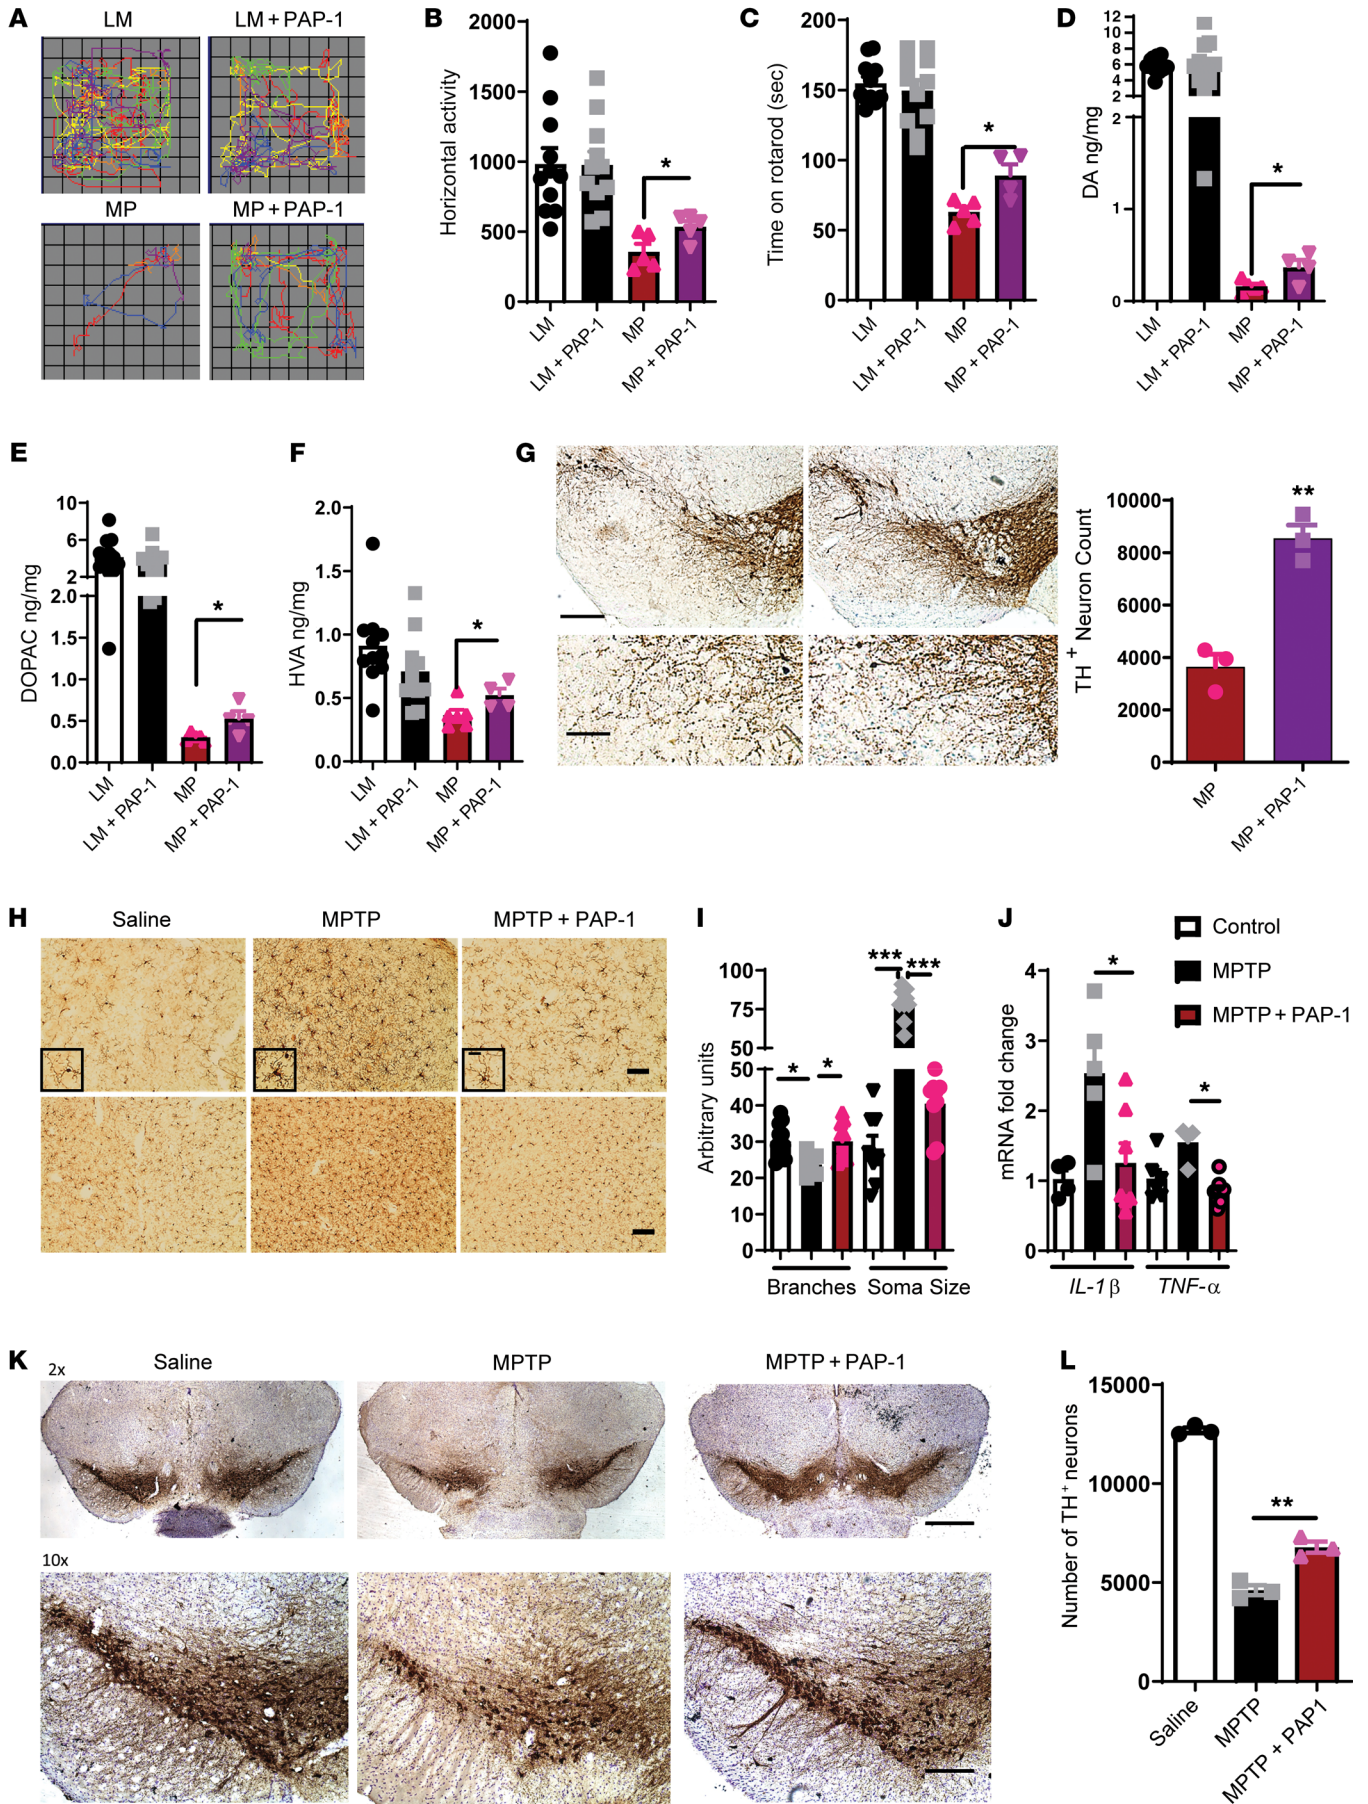 A
LM
LM + PAP-1
MP
MP + PAP-1
B
Horizontal activity
2000
1500
1000
500
0
*
LM
LM + PAP-1
MP
MP + PAP-1
C
Time on rotarod (sec)
200
150
100
50
0
*
LM
LM + PAP-1
MP
MP + PAP-1
D
DA ng/mg
12
10
8
6
4
2
2
1
0
*
LM
LM + PAP-1
MP
MP + PAP-1
E
DOPAC ng/mg
10
6
2
2.0
1.5
1.0
0.5
0.0
*
LM
LM + PAP-1
MP
MP + PAP-1
F
HVA ng/mg
2.0
1.5
1.0
0.5
0.0
*
LM
LM + PAP-1
MP
MP + PAP-1
G
TH + Neuron Count
10000
8000
6000
4000
2000
0
**
MP
MP + PAP-1
H
Saline
MPTP
MPTP + PAP-1
I
Arbitrary units
100
75
50
50
40
30
20
10
0
*
*
***
***
Branches
Soma Size
J
mRNA fold change
4
3
2
1
0
*
*
IL-1β
TNF-α
Control
MPTP
MPTP + PAP-1
K
Saline
MPTP
MPTP + PAP-1
2x
10x
L
Number of TH+ neurons
15000
10000
5000
0
**
Saline
MPTP
MPTP + PAP1